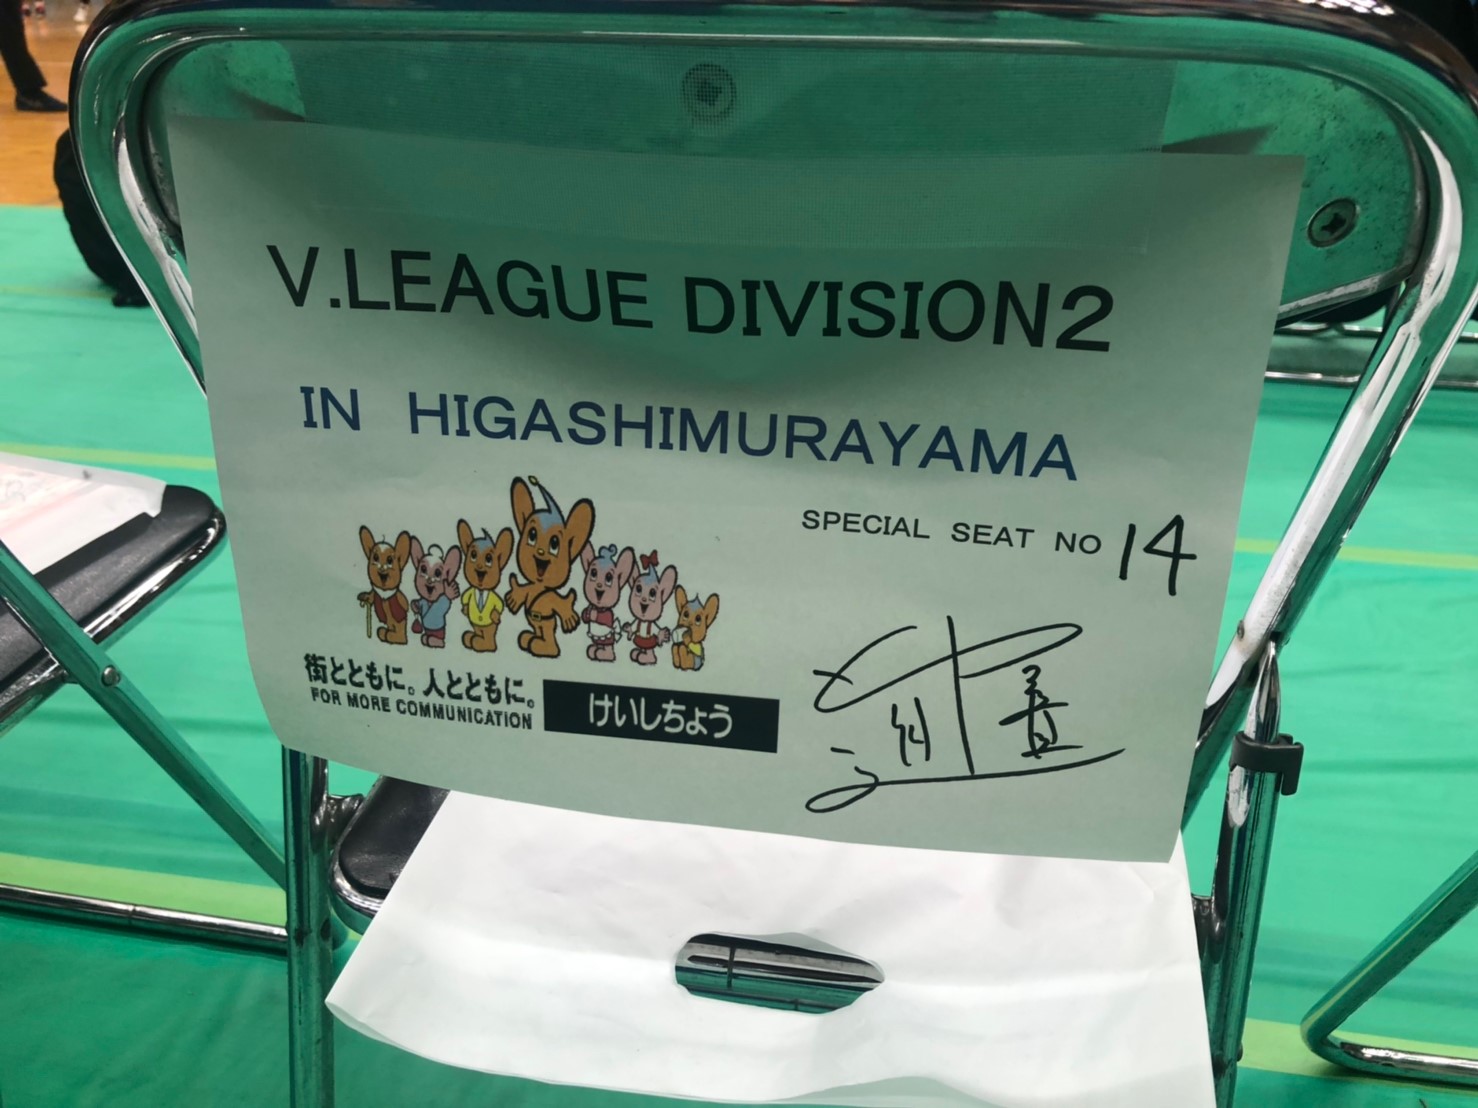 V.LEAGUE DIVISION2
IN HIGASHIMURAYAMA
SPECIAL SEAT NO 14
街とともに。人とともに。
FOR MORE COMMUNICATION
けいしちょう